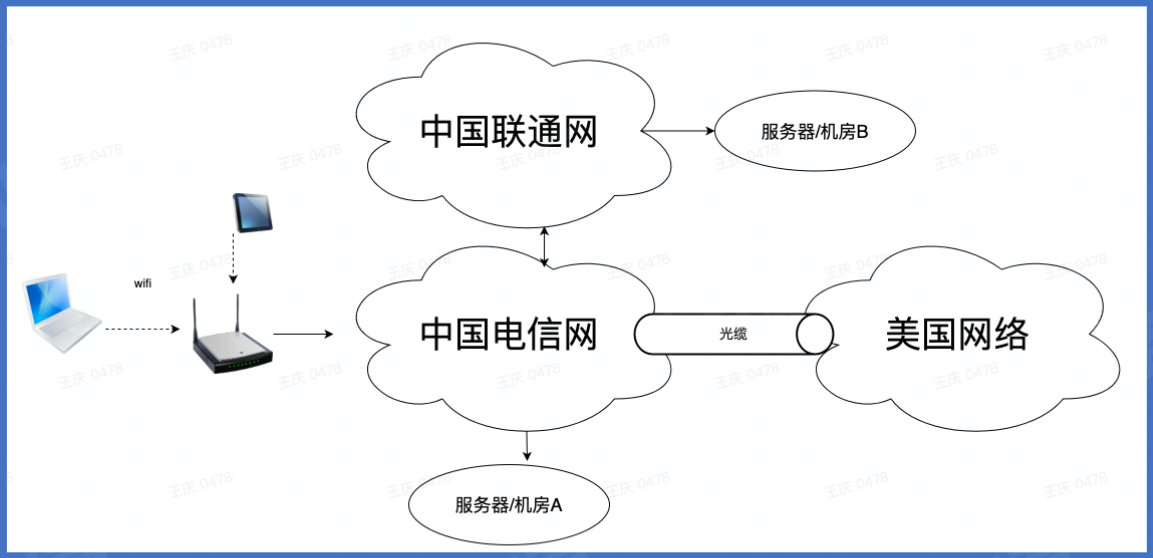 中国联通网
服务器/机房B
wifi
中国电信网
光缆
美国网络
服务器/机房A
王庆 0478